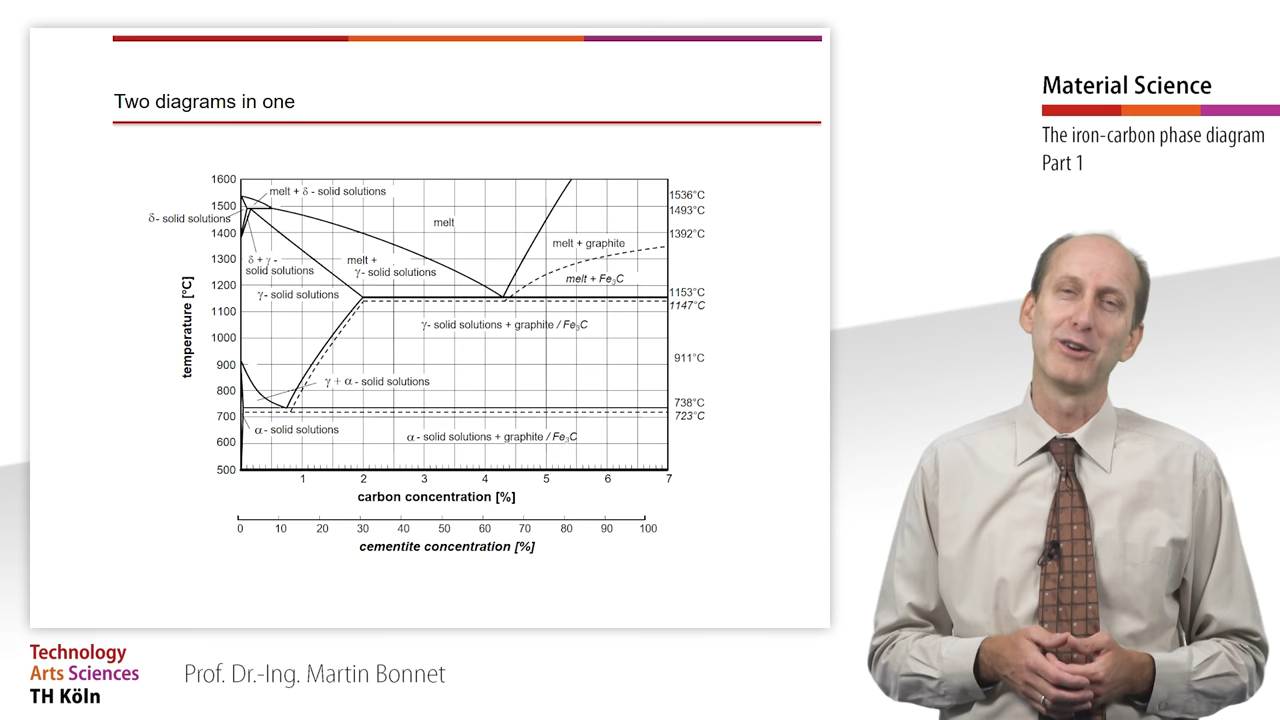 Two diagrams in one
Material Science
The iron-carbon phase diagram
Part 1
temperature [°C]
1600
1500
1400
1300
1200
1100
1000
900
800
700
600
500
melt + δ - solid solutions
δ - solid solutions
melt
δ + γ -
solid solutions
melt +
γ- solid solutions
γ- solid solutions
melt + graphite
melt + Fe₃C
γ- solid solutions + graphite / Fe₃C
γ + α - solid solutions
α - solid solutions
α - solid solutions + graphite / Fe₃C
1536°C
1493°C
1392°C
1153°C
1147°C
911°C
738°C
723°C
1 2 3 4 5 6 7
carbon concentration [%]
0 10 20 30 40 50 60 70 80 90 100
cementite concentration [%]
Technology
Arts Sciences
TH Köln
Prof. Dr.-Ing. Martin Bonnet